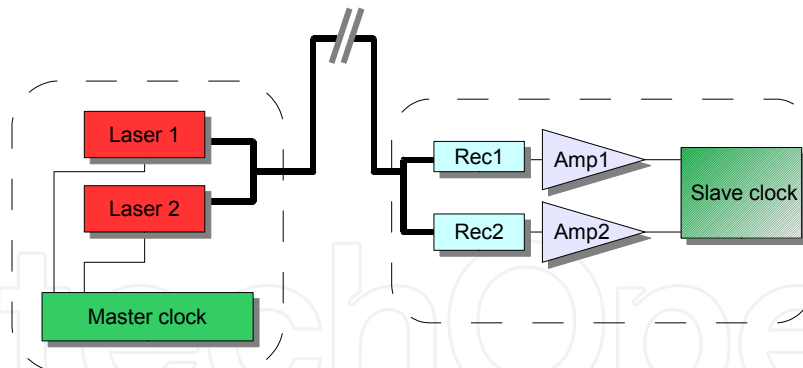 Laser 1
Laser 2
Master clock
Rec1
Amp1
Rec2
Amp2
Slave clock